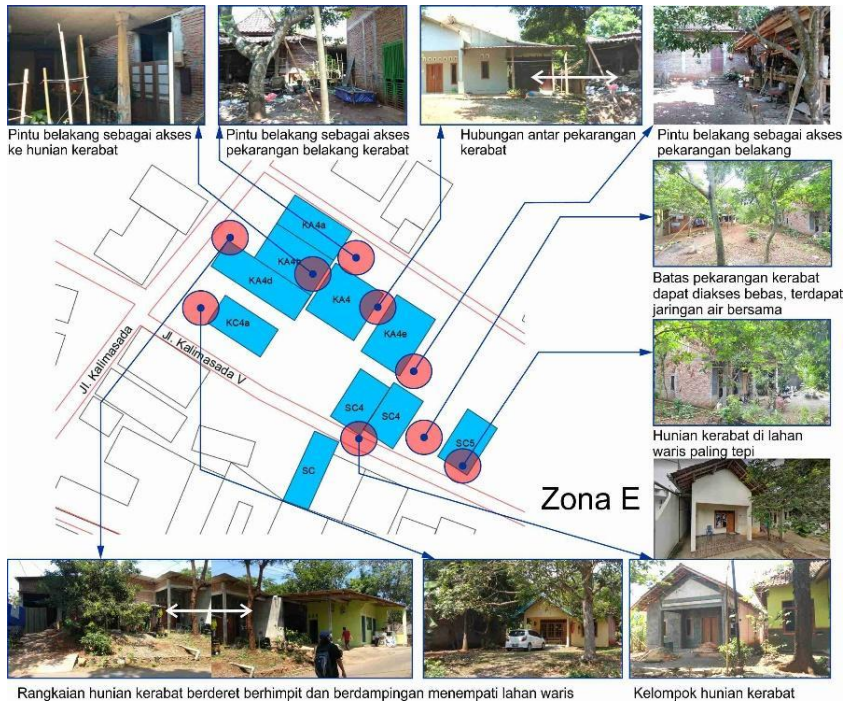 Pintu belakang sebagai akses
ke hunian kerabat
Pintu belakang sebagai akses
pekarangan belakang kerabat
Hubungan antar pekarangan
kerabat
Pintu belakang sebagai akses
pekarangan belakang
KA4a
KA4d
KA4
KC4a
KA4e
Jl. Kalimasada
Jl. Kalimasada V
SC4
SC4
SC5
SC
Zona E
Batas pekarangan kerabat
dapat diakses bebas, terdapat
jaringan air bersama
Hunian kerabat di lahan
waris paling tepi
Rangkaian hunian kerabat berderet berhimpit dan berdampingan menempati lahan waris
Kelompok hunian kerabat